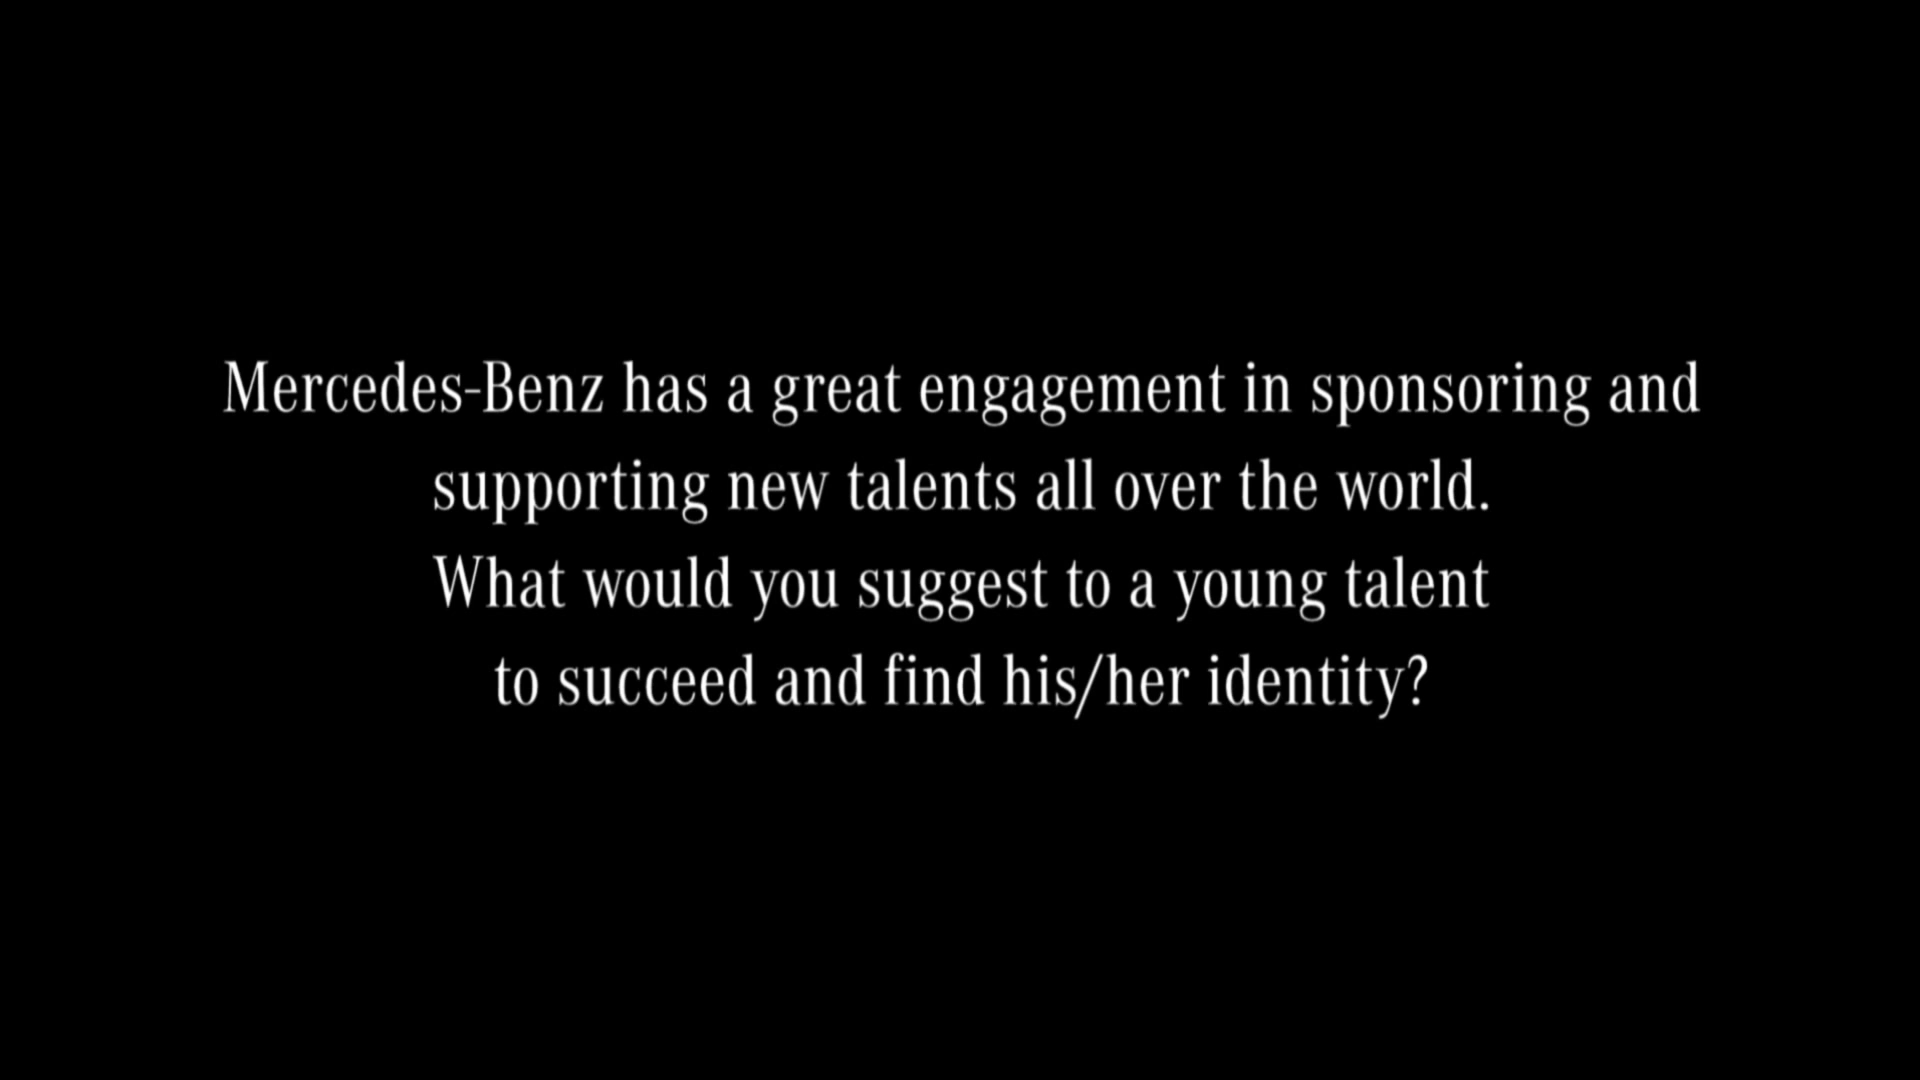 Mercedes-Benz has a great engagement in sponsoring and
supporting new talents all over the world.
What would you suggest to a young talent
to succeed and find his/her identity?